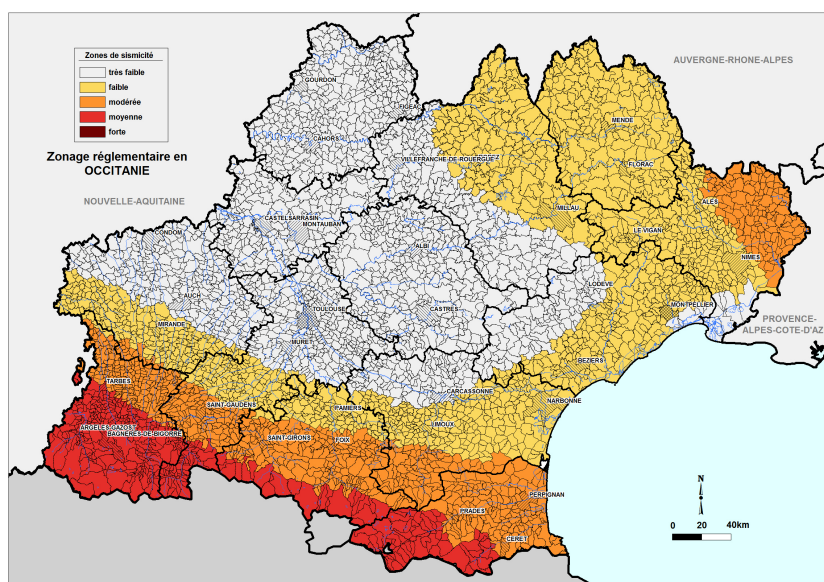 Zones de sismicité
très faible
faible
modérée
moyenne
forte
Zonage réglementaire en
OCCITANIE
AUVERGNE-RHONE-ALPES
NOUVELLE-AQUITAINE
PROVENCE-
ALPES-COTE-D'AZ
GOURDON
CAHORS
VILLEFRANCHE-DE-ROUERGUE
MENDE
FLORAC
ALES
MILLAU
LE-VIGAN
NIMES
CASTELSARRASIN
MONTAUBAN
CONDOM
ALBI
LODEVE
AUCH
TOULOUSE
CASTRES
MONTPELLIER
MIRANDE
MURET
BEZIERS
TARBES
CARCASSONNE
SAINT-GAUDENS
PAMIERS
NARBONNE
LIMOUX
ARGELES-GAZOST
BAGNERES-DE-BIGORRE
SAINT-GIRONS
FOIX
PERPIGNAN
PRADES
CERET
N
0 20 40km